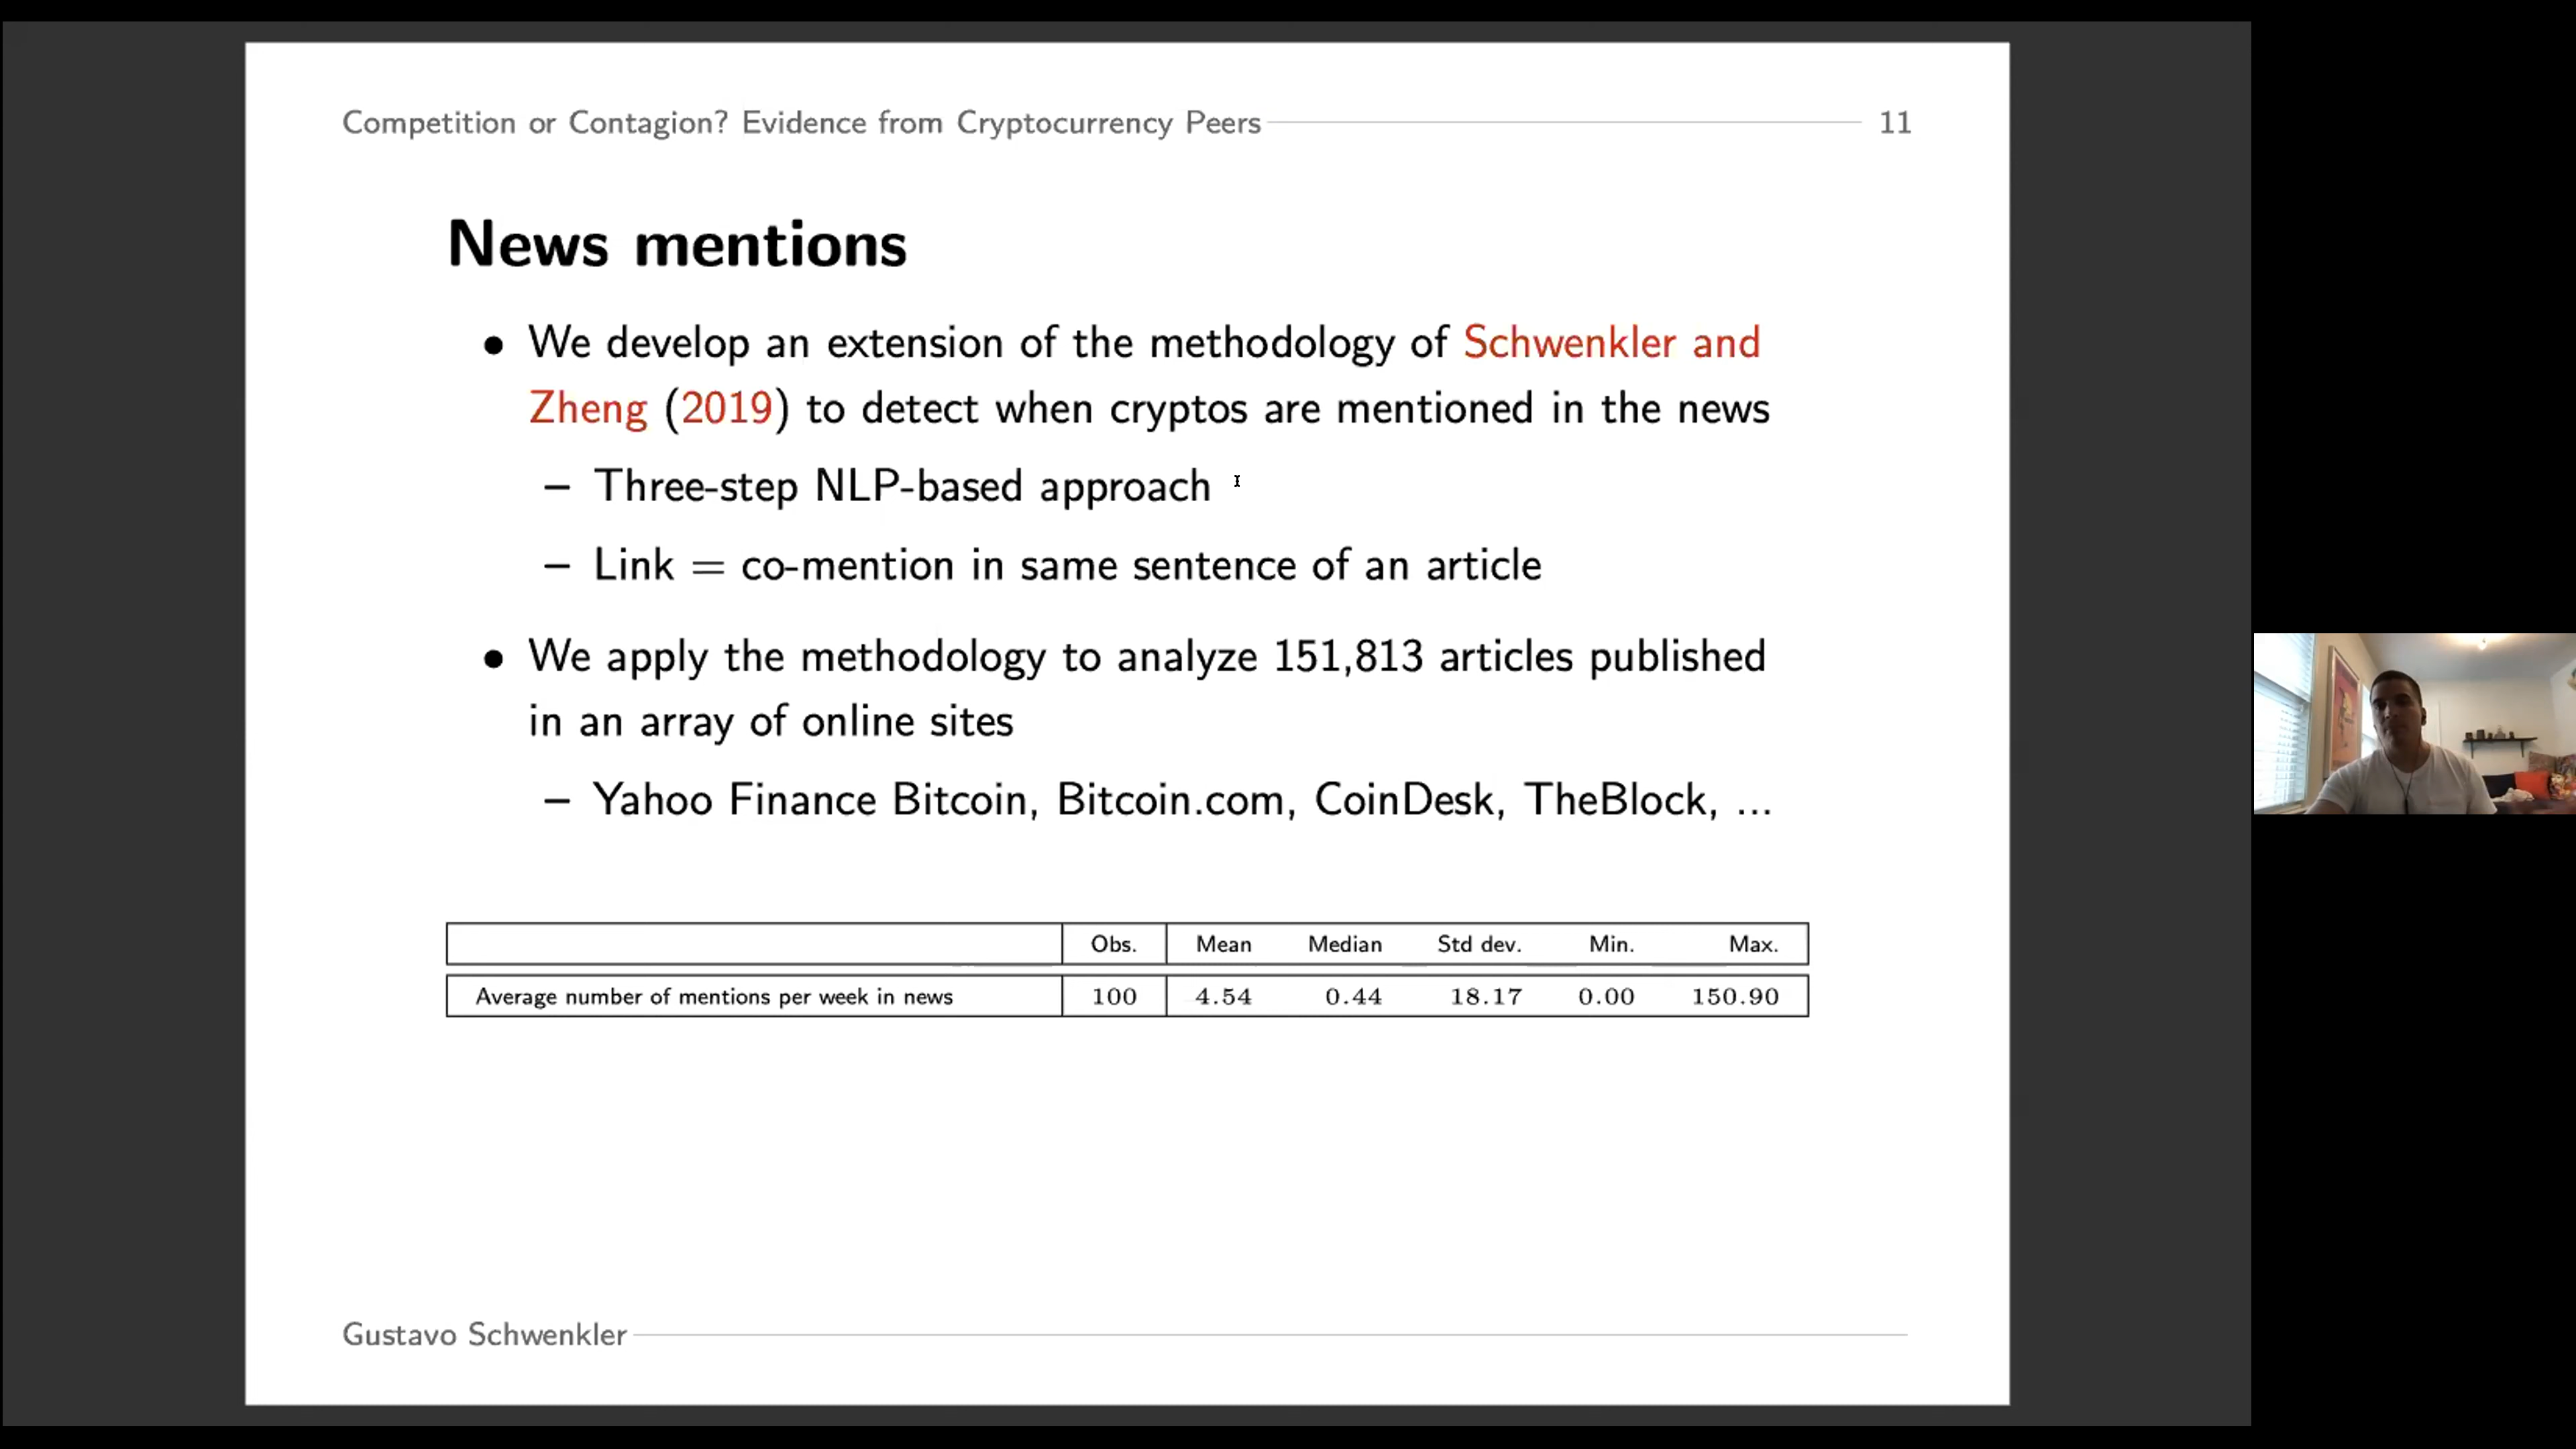 Competition or Contagion? Evidence from Cryptocurrency Peers 11
News mentions
• We develop an extension of the methodology of Schwenkler and
Zheng (2019) to detect when cryptos are mentioned in the news
– Three-step NLP-based approach
– Link = co-mention in same sentence of an article
• We apply the methodology to analyze 151,813 articles published
in an array of online sites
– Yahoo Finance Bitcoin, Bitcoin.com, CoinDesk, TheBlock, ...
Obs. Mean Median Std dev. Min. Max.
Average number of mentions per week in news 100 4.54 0.44 18.17 0.00 150.90
Gustavo Schwenkler